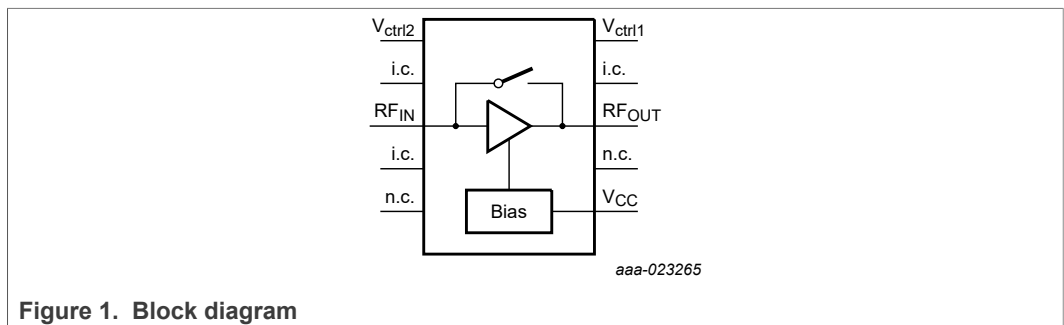 Vctrl2 Vctrl1
i.c. i.c.
RFIN RFOUT
i.c. n.c.
n.c. Bias VCC
aaa-023265
Figure 1. Block diagram